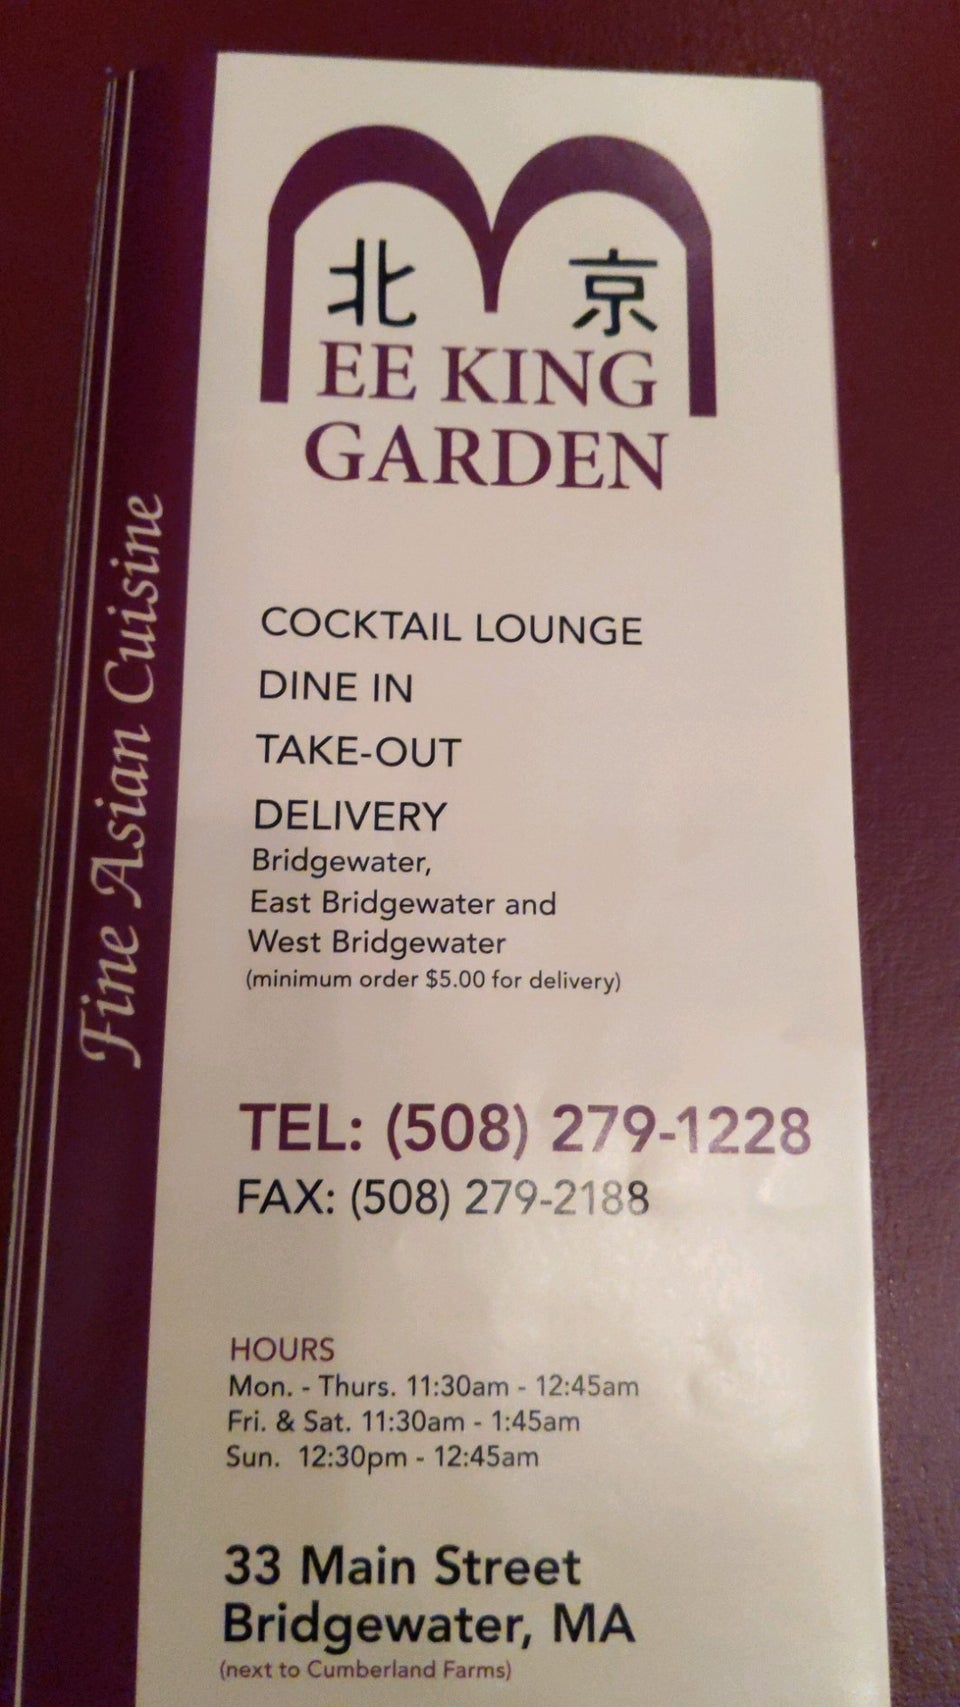 北 京
MEE KING
GARDEN
Fine Asian Cuisine
COCKTAIL LOUNGE
DINE IN
TAKE-OUT
DELIVERY
Bridgewater,
East Bridgewater and
West Bridgewater
(minimum order $5.00 for delivery)
TEL: (508) 279-1228
FAX: (508) 279-2188
HOURS
Mon. - Thurs. 11:30am - 12:45am
Fri. & Sat. 11:30am - 1:45am
Sun. 12:30pm - 12:45am
33 Main Street
Bridgewater, MA
(next to Cumberland Farms)